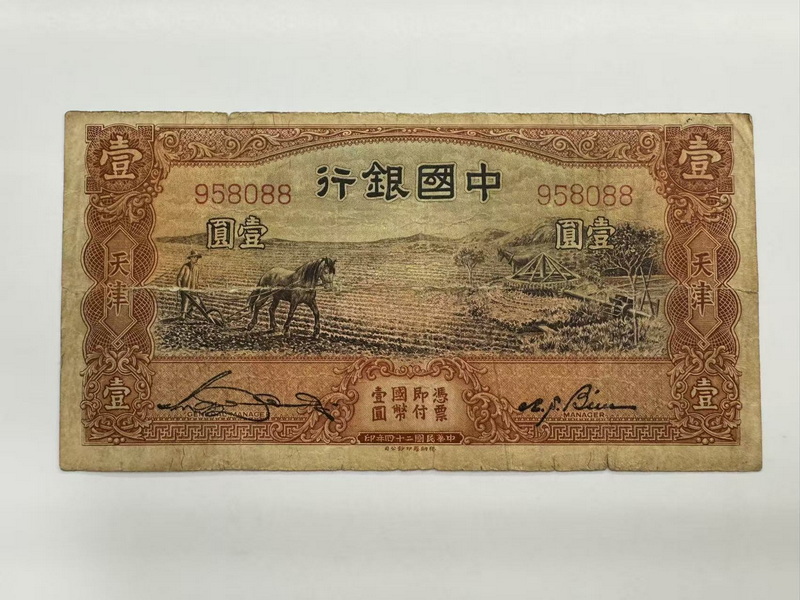 壹 壹
958088 行銀國中 958088
圓壹 圓壹
天津 天津
憑票
即付
國幣
壹圓
GENERAL MANAGER
MANAGER
壹 壹
印年四十二國民華中